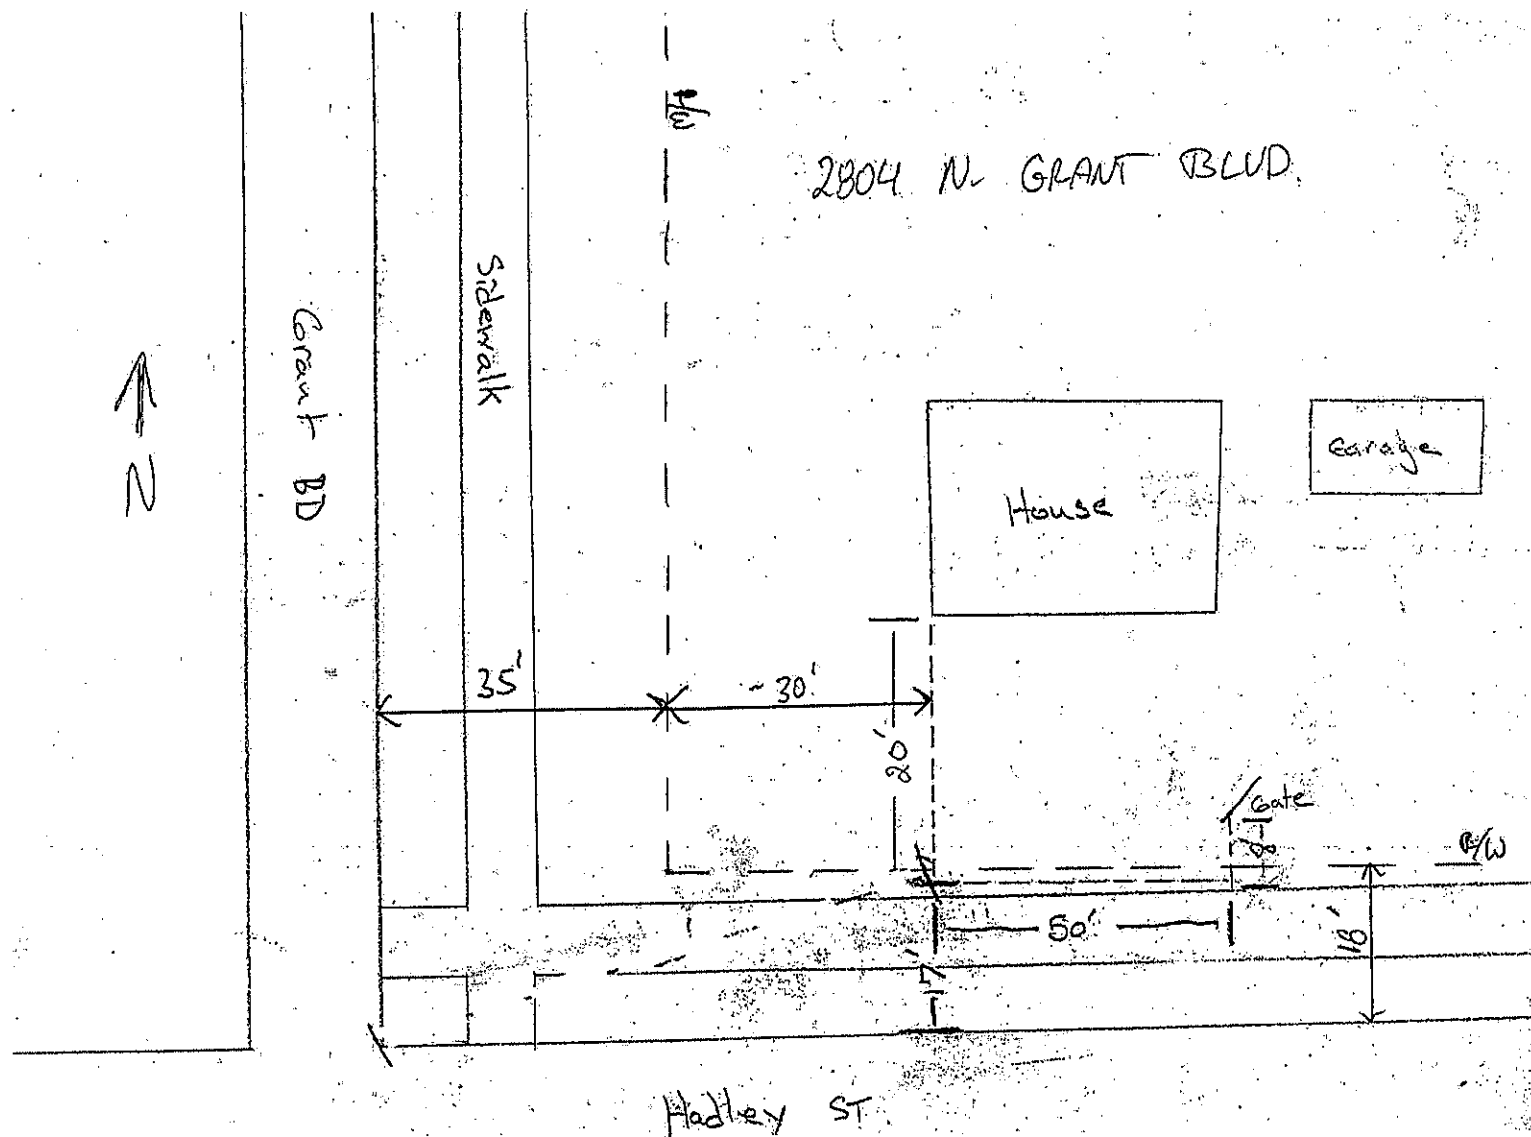 R/W
2804 N. GRANT BLVD.
Sidewalk
Grant BD
N
House
Garage
35'
~30'
20'
Gate
8'
R/W
50'
18'
17'
Hadley ST.